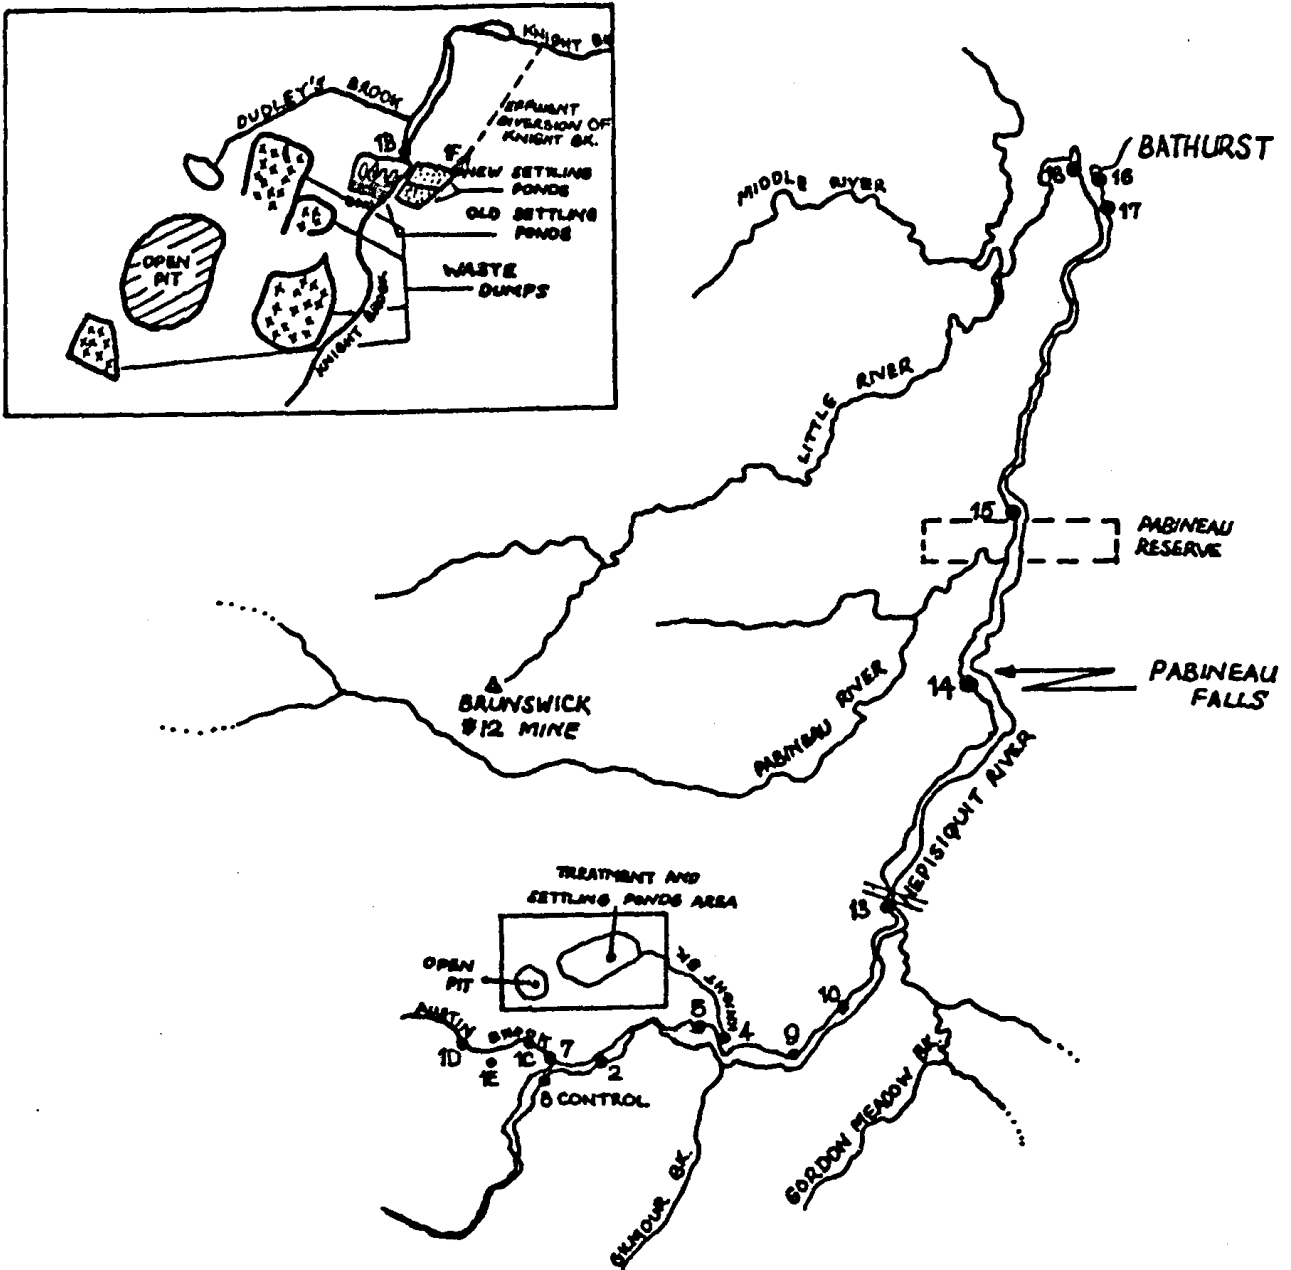 KNIGHT BK
DUDLEY'S BROOK
EFFLUENT
DIVERSION OF
KNIGHT BK.
1B
1F
NEW SETTLING
PONDS
OLD SETTLING
PONDS
OPEN
PIT
WASTE
DUMPS
KNIGHT BROOK
BATHURST
18
16
17
MIDDLE RIVER
LITTLE RIVER
15
PABINEAU
RESERVE
14
PABINEAU
FALLS
BRUNSWICK
#12 MINE
PABINEAU RIVER
NEPISIQUIT RIVER
TREATMENT AND
SETTLING PONDS AREA
13
OPEN
PIT
KNIGHT BK
10
AUSTIN BROOK
5
4
9
1D
1E
1C
7
2
8 CONTROL
GORDON MEADOW BK.
GILMOUR BK.